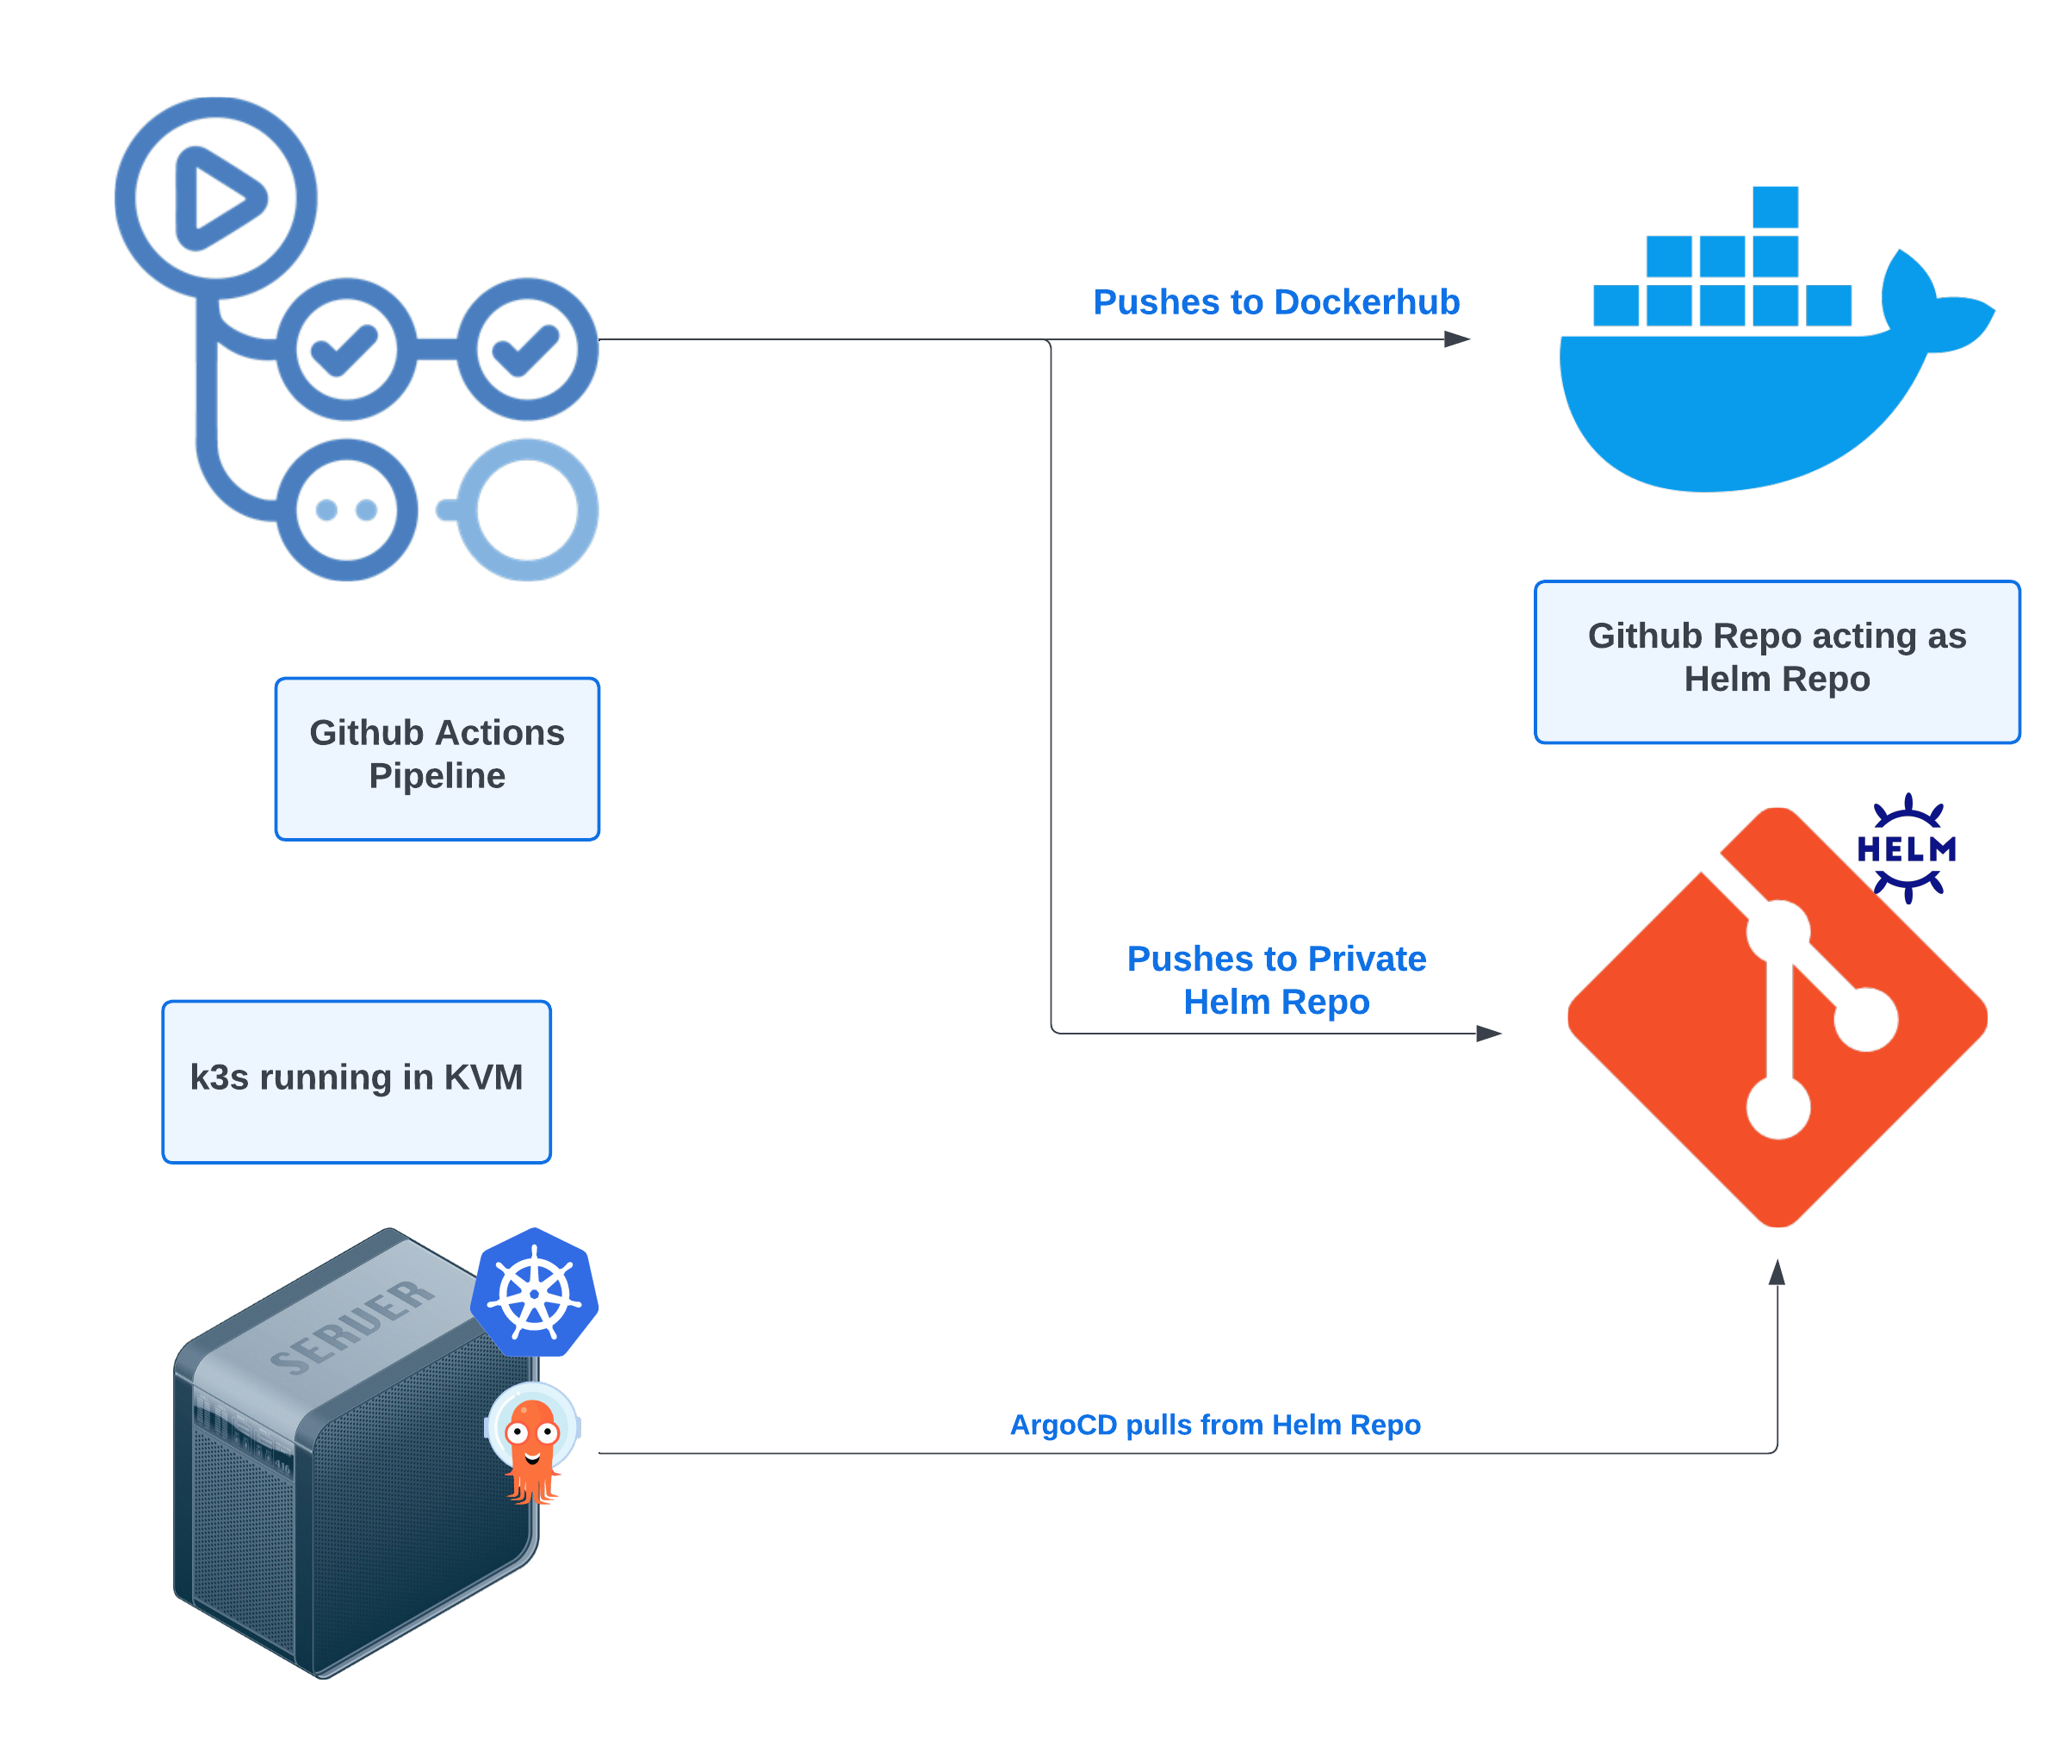 Pushes to Dockerhub
Github Repo acting as
Helm Repo
Github Actions
Pipeline
HELM
Pushes to Private
Helm Repo
k3s running in KVM
SERVER
ArgoCD pulls from Helm Repo